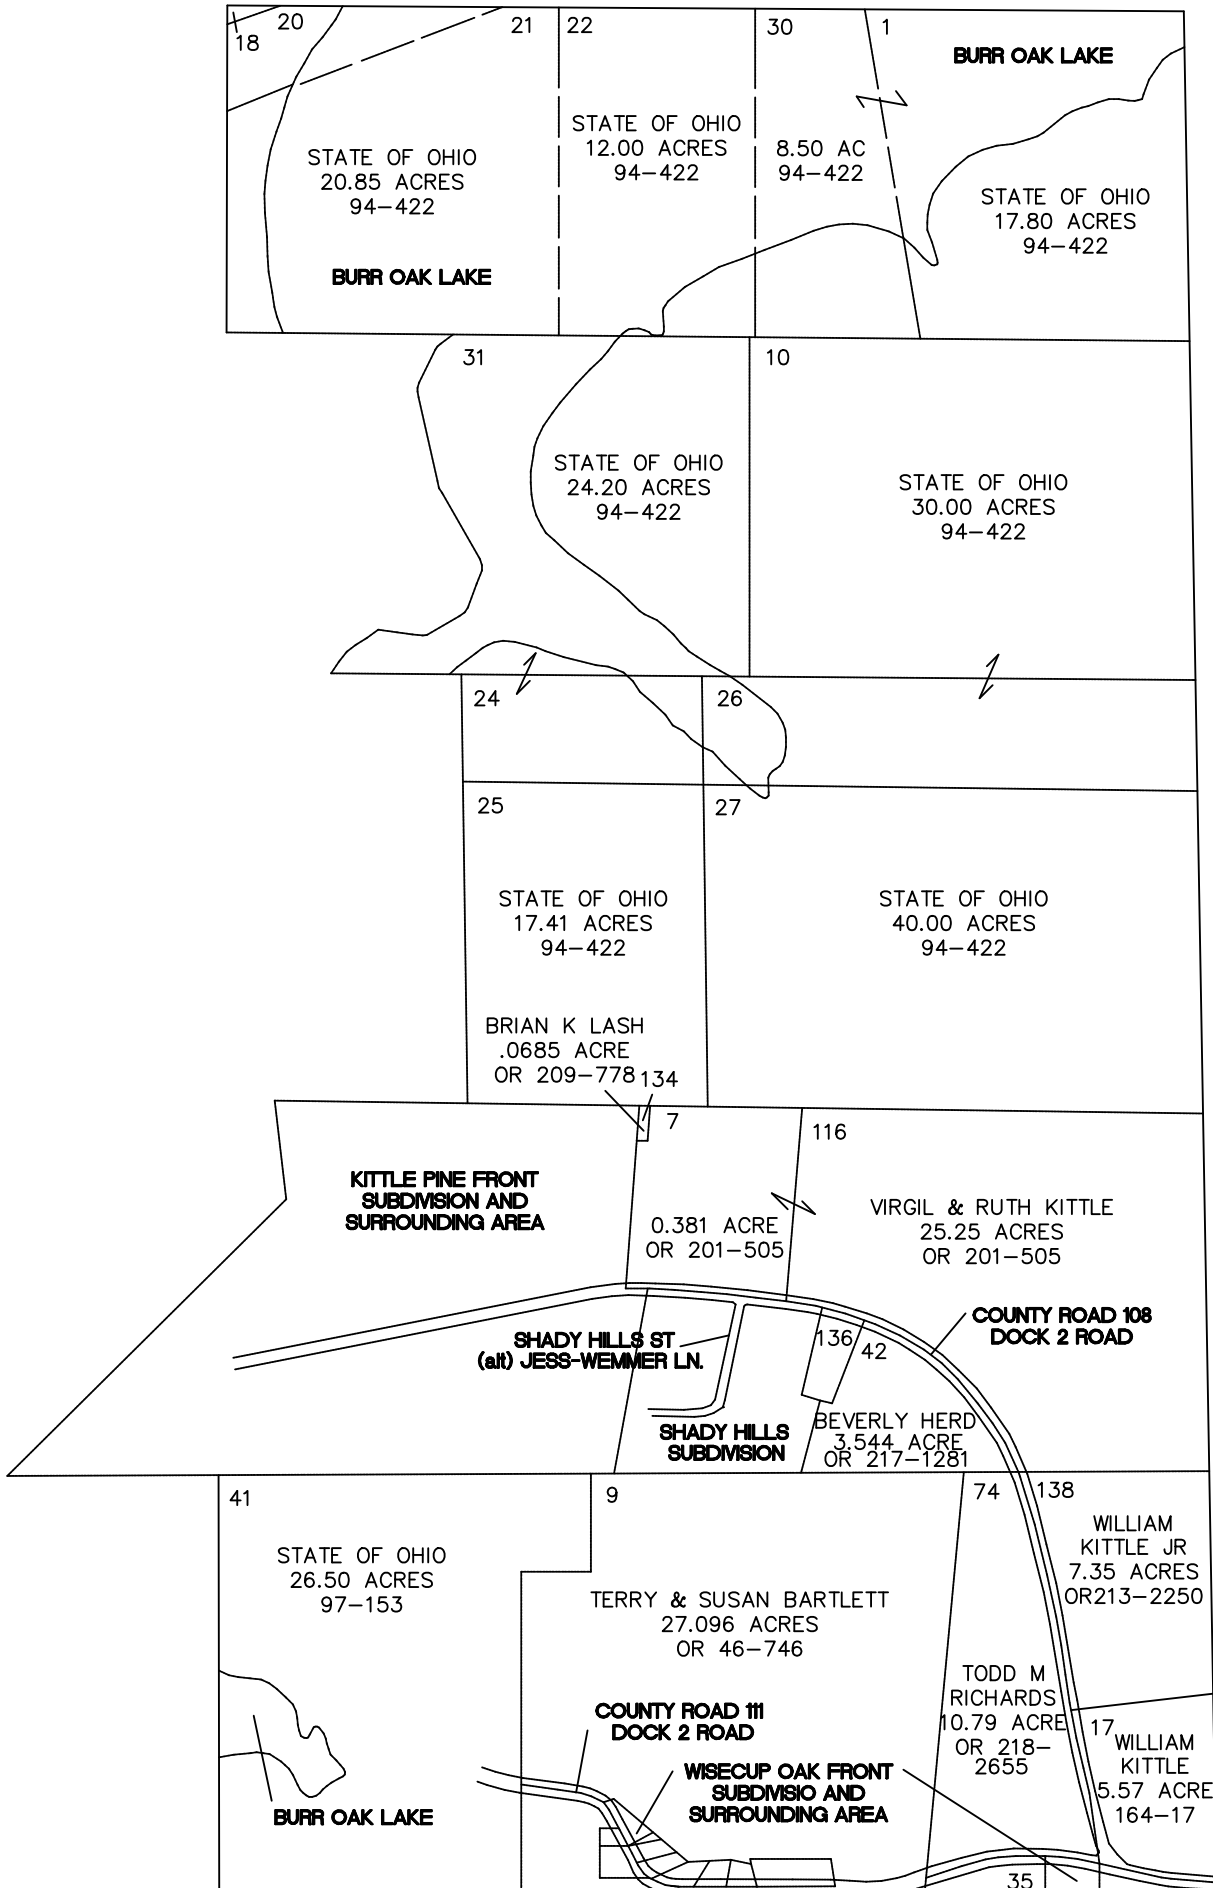 20
18
21
22
30
1
BURR OAK LAKE
STATE OF OHIO
20.85 ACRES
94-422
STATE OF OHIO
12.00 ACRES
94-422
8.50 AC
94-422
STATE OF OHIO
17.80 ACRES
94-422
BURR OAK LAKE
31
10
STATE OF OHIO
24.20 ACRES
94-422
STATE OF OHIO
30.00 ACRES
94-422
24
26
25
27
STATE OF OHIO
17.41 ACRES
94-422
STATE OF OHIO
40.00 ACRES
94-422
BRIAN K LASH
.0685 ACRE
OR 209-778
134
7
116
KITTLE PINE FRONT
SUBDIVISION AND
SURROUNDING AREA
0.381 ACRE
OR 201-505
VIRGIL & RUTH KITTLE
25.25 ACRES
OR 201-505
COUNTY ROAD 108
DOCK 2 ROAD
SHADY HILLS ST
(alt) JESS-WEMMER LN.
136
42
SHADY HILLS
SUBDIVISION
BEVERLY HERD
3.544 ACRE
OR 217-1281
41
9
74
138
STATE OF OHIO
26.50 ACRES
97-153
TERRY & SUSAN BARTLETT
27.096 ACRES
OR 46-746
WILLIAM
KITTLE JR
7.35 ACRES
OR213-2250
TODD M
RICHARDS
10.79 ACRE
OR 218-
2655
COUNTY ROAD 111
DOCK 2 ROAD
17
WILLIAM
KITTLE
5.57 ACRE
164-17
WISECUP OAK FRONT
SUBDIVISIO AND
SURROUNDING AREA
BURR OAK LAKE
35